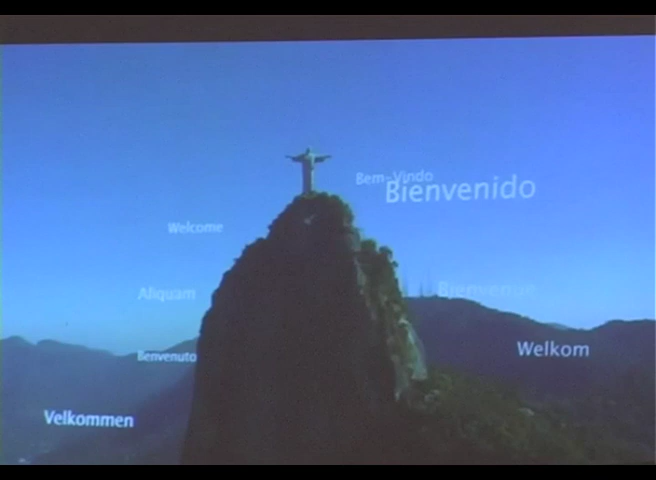 Bem-Vindo
Bienvenido
Welcome
Aliquam
Bienvenue
Benvenuto
Welkom
Velkommen